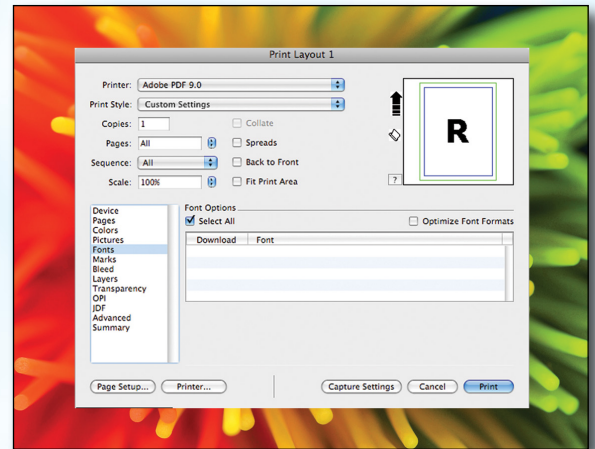 Print Layout 1
Printer: Adobe PDF 9.0
Print Style: Custom Settings
Copies: 1 Collate
Pages: All Spreads
Sequence: All Back to Front
Scale: 100% Fit Print Area
R
?
Device
Pages
Colors
Pictures
Fonts
Marks
Bleed
Layers
Transparency
OPI
JDF
Advanced
Summary
Font Options
Select All Optimize Font Formats
Download Font
Page Setup... Printer... Capture Settings Cancel Print